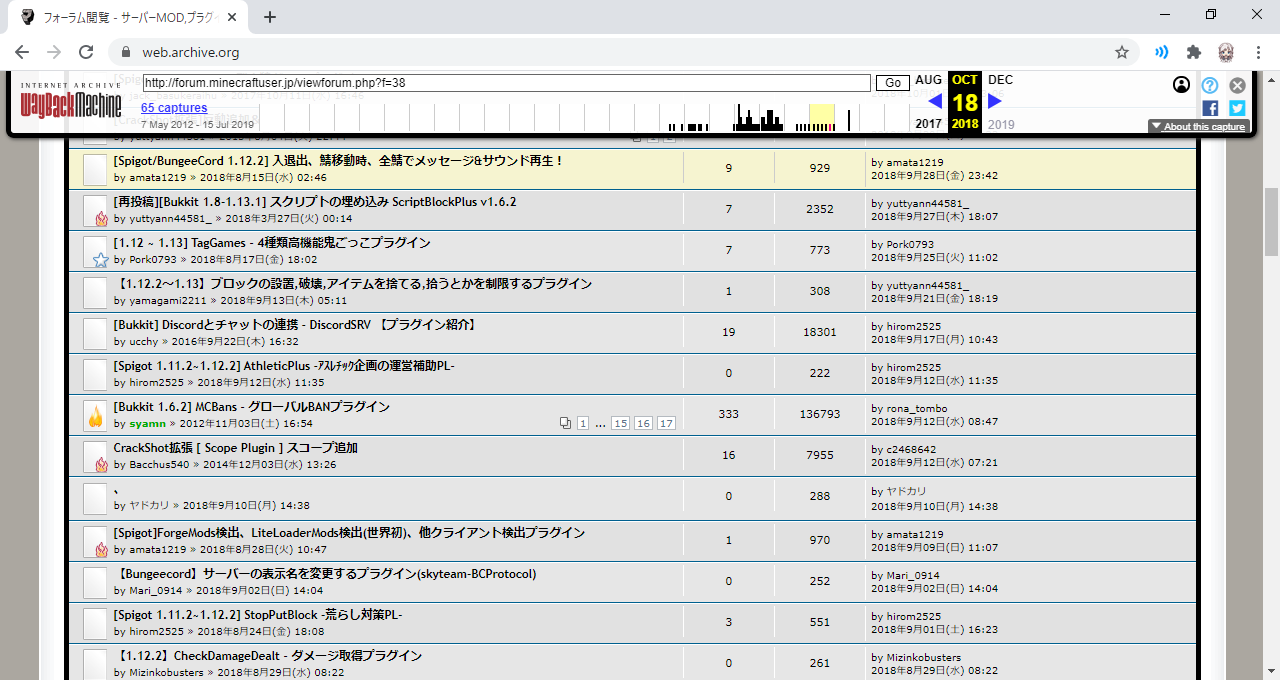 フォーラム閲覧 - サーバーMOD,プラグ
web.archive.org
INTERNET ARCHIVE
WayBackMachine
http://forum.minecraftuser.jp/viewforum.php?f=38
Go
65 captures
7 May 2012 - 15 Jul 2019
AUG OCT DEC
18
2017 2018 2019
About this capture
[Spigot/BungeeCord 1.12.2] 入退出、鯖移動時、全鯖でメッセージ&サウンド再生！
by amata1219 » 2018年8月15日(水) 02:46
9
929
by amata1219
2018年9月28日(金) 23:42
[再投稿][Bukkit 1.8-1.13.1] スクリプトの埋め込み ScriptBlockPlus v1.6.2
by yuttyann44581_ » 2018年3月27日(火) 00:14
7
2352
by yuttyann44581_
2018年9月27日(木) 18:07
[1.12 ~ 1.13] TagGames - 4種類高機能鬼ごっこプラグイン
by Pork0793 » 2018年8月17日(金) 18:02
7
773
by Pork0793
2018年9月25日(火) 11:02
【1.12.2～1.13】ブロックの設置,破壊,アイテムを捨てる,拾うとかを制限するプラグイン
by yamagami2211 » 2018年9月13日(木) 05:11
1
308
by yuttyann44581_
2018年9月21日(金) 18:19
[Bukkit] Discordとチャットの連携 - DiscordSRV 【プラグイン紹介】
by ucchy » 2016年9月22日(木) 16:32
19
18301
by hirom2525
2018年9月17日(月) 10:43
[Spigot 1.11.2~1.12.2] AthleticPlus -ｱｽﾚﾁｯｸ企画の運営補助PL-
by hirom2525 » 2018年9月12日(水) 11:35
0
222
by hirom2525
2018年9月12日(水) 11:35
[Bukkit 1.6.2] MCBans - グローバルBANプラグイン
by syamn » 2012年11月03日(土) 16:54
1 ... 15 16 17
333
136793
by rona_tombo
2018年9月12日(水) 08:47
CrackShot拡張 [ Scope Plugin ] スコープ追加
by Bacchus540 » 2014年12月03日(水) 13:26
16
7955
by c2468642
2018年9月12日(水) 07:21
、
by ヤドカリ » 2018年9月10日(月) 14:38
0
288
by ヤドカリ
2018年9月10日(月) 14:38
[Spigot]ForgeMods検出、LiteLoaderMods検出(世界初)、他クライアント検出プラグイン
by amata1219 » 2018年8月28日(火) 10:47
1
970
by amata1219
2018年9月09日(日) 11:07
【Bungeecord】サーバーの表示名を変更するプラグイン(skyteam-BCProtocol)
by Mari_0914 » 2018年9月02日(日) 14:04
0
252
by Mari_0914
2018年9月02日(日) 14:04
[Spigot 1.11.2~1.12.2] StopPutBlock -荒らし対策PL-
by hirom2525 » 2018年8月24日(金) 18:08
3
551
by hirom2525
2018年9月01日(土) 16:23
【1.12.2】CheckDamageDealt - ダメージ取得プラグイン
by Mizinkobusters » 2018年8月29日(水) 08:22
0
261
by Mizinkobusters
2018年8月29日(水) 08:22